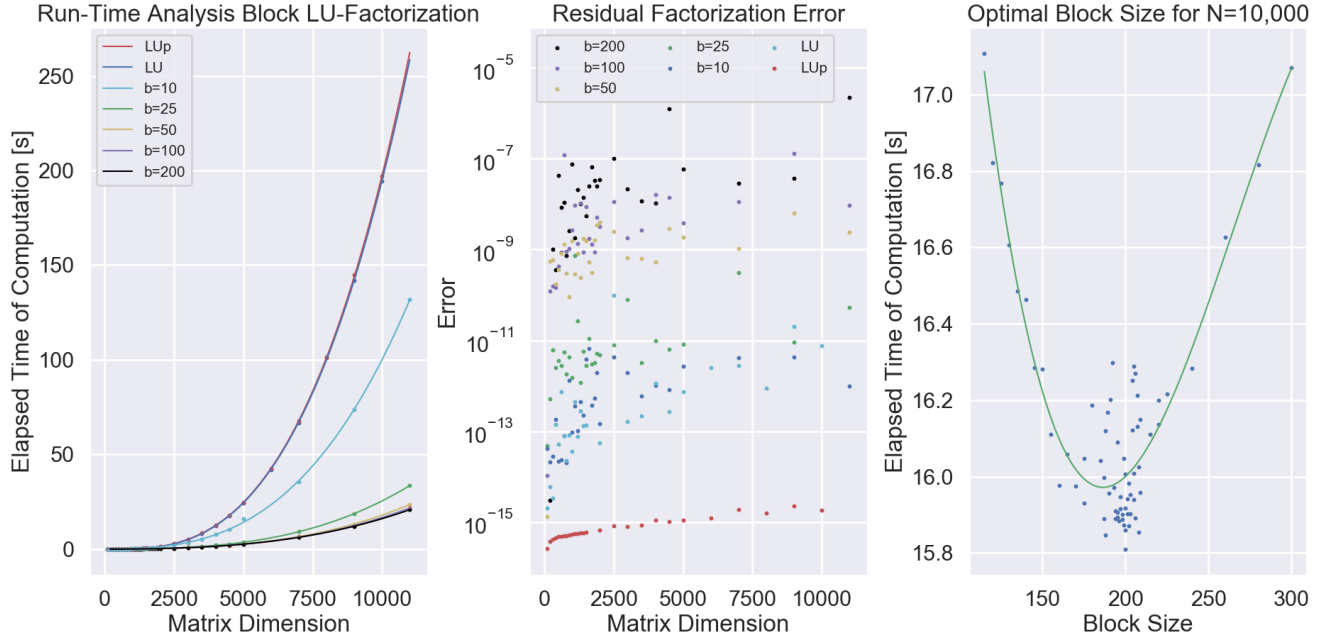 Run-Time Analysis Block LU-Factorization
Elapsed Time of Computation [s]
250
200
150
100
50
0
LUp
LU
b=10
b=25
b=50
b=100
b=200
0 2500 5000 7500 10000
Matrix Dimension
Residual Factorization Error
Error
10⁻⁵
10⁻⁷
10⁻⁹
10⁻¹¹
10⁻¹³
10⁻¹⁵
b=200 b=25 LU
b=100 b=10 LUp
b=50
0 2500 5000 7500 10000
Matrix Dimension
Optimal Block Size for N=10,000
Elapsed Time of Computation [s]
17.0
16.8
16.6
16.4
16.2
16.0
15.8
150 200 250 300
Block Size